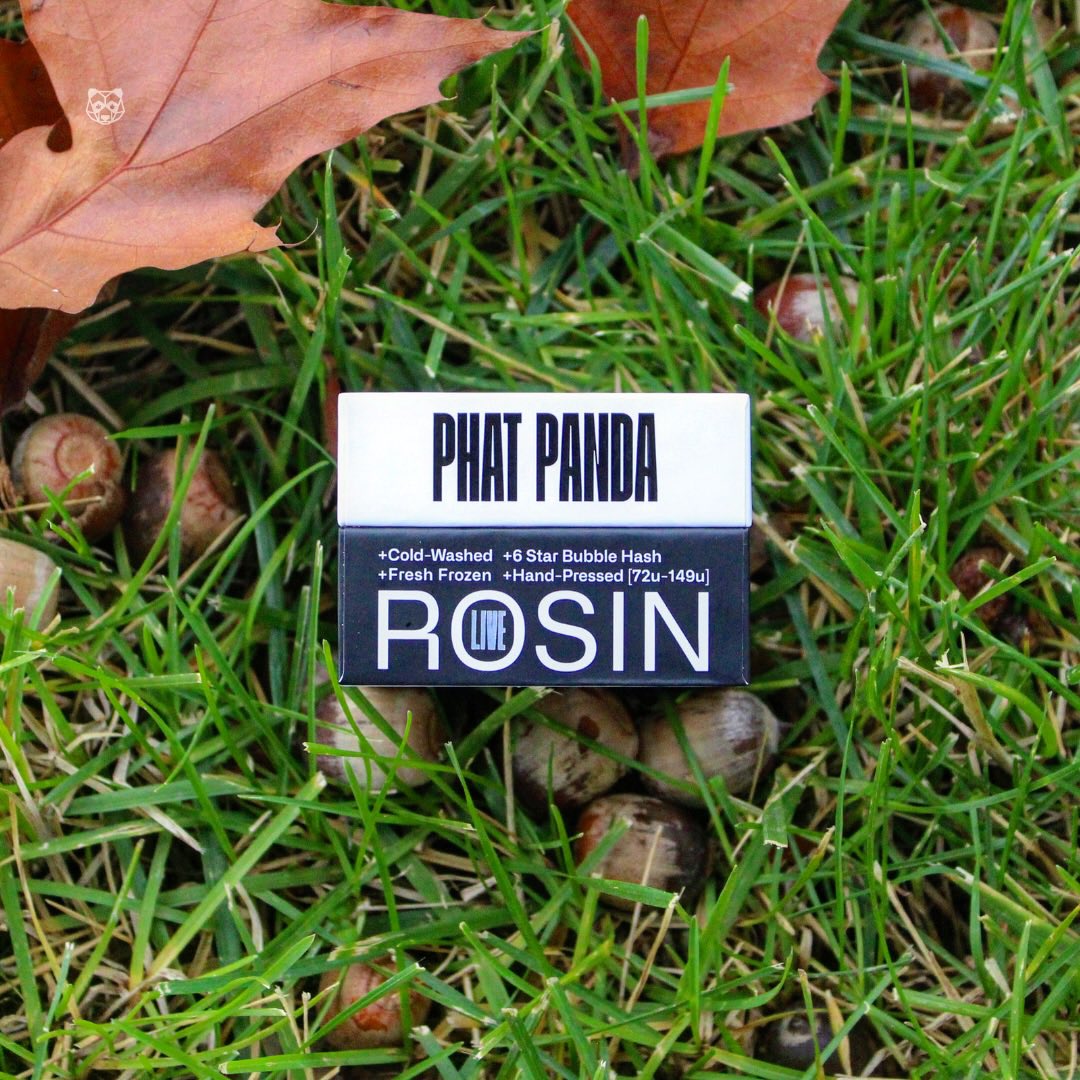 PHAT PANDA
+Cold-Washed +6 Star Bubble Hash
+Fresh Frozen +Hand-Pressed [72u-149u]
ROSIN
LIVE